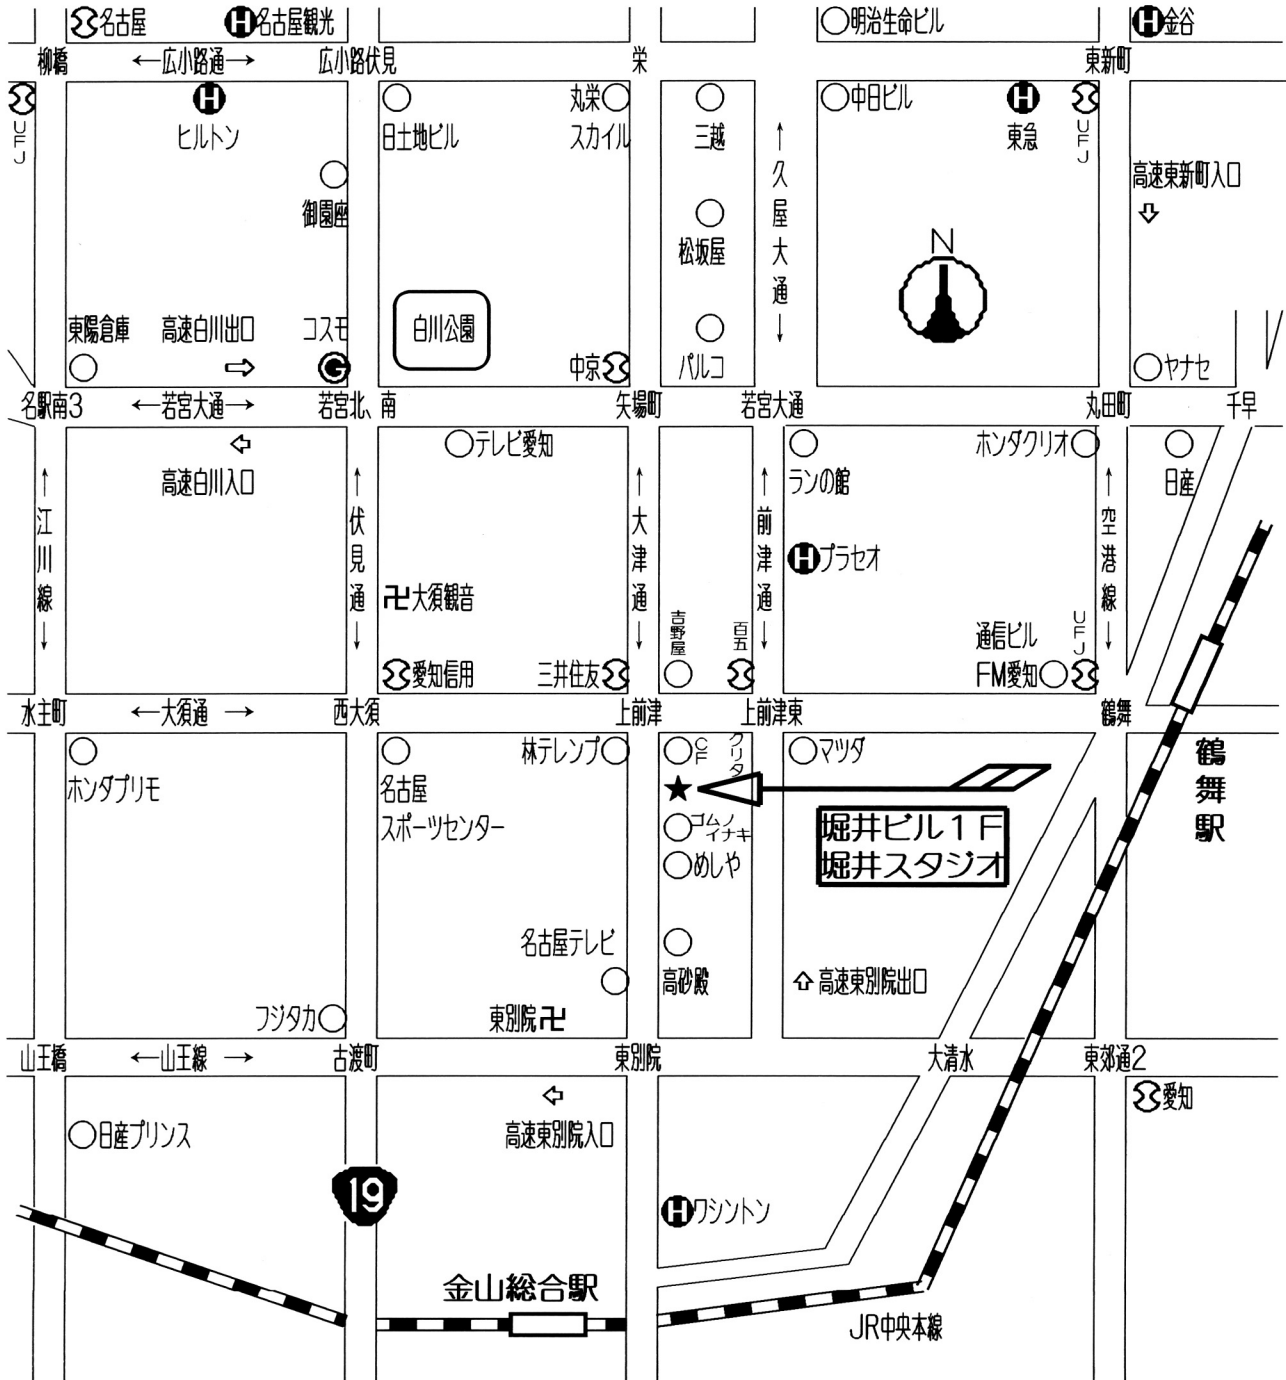 名古屋
H名古屋観光
明治生命ビル
H金谷
柳橋
←広小路通→
広小路伏見
栄
東新町
UFJ
H
ヒルトン
日土地ビル
丸栄
スカイル
三越
中日ビル
H
東急
UFJ
高速東新町入口
御園座
松坂屋
←久屋大通→
N
東陽倉庫
高速白川出口
コスモ
G
白川公園
中京
パルコ
ヤナセ
名駅南3
←若宮大通→
若宮北、南
矢場町
若宮大通
丸田町
千早
高速白川入口
テレビ愛知
ランの館
ホンダクリオ
日産
←江川線→
←伏見通→
←大津通→
←前津通→
←空港線→
Hプラセオ
卍大須観音
愛知信用
三井住友
吉野屋
百五
通信ビル
FM愛知
UFJ
水主町
←大須通→
西大須
上前津
上前津東
鶴舞
ホンダプリモ
名古屋
スポーツセンター
林テレンプ
CF
クリタ
マツダ
鶴舞駅
★
堀井ビル1F
堀井スタジオ
ゴムノ
イナキ
めしや
名古屋テレビ
高砂殿
高速東別院出口
フジタカ
東別院卍
山王橋
←山王線→
古渡町
東別院
大清水
東郊通2
愛知
日産プリンス
高速東別院入口
19
Hワシントン
金山総合駅
JR中央本線